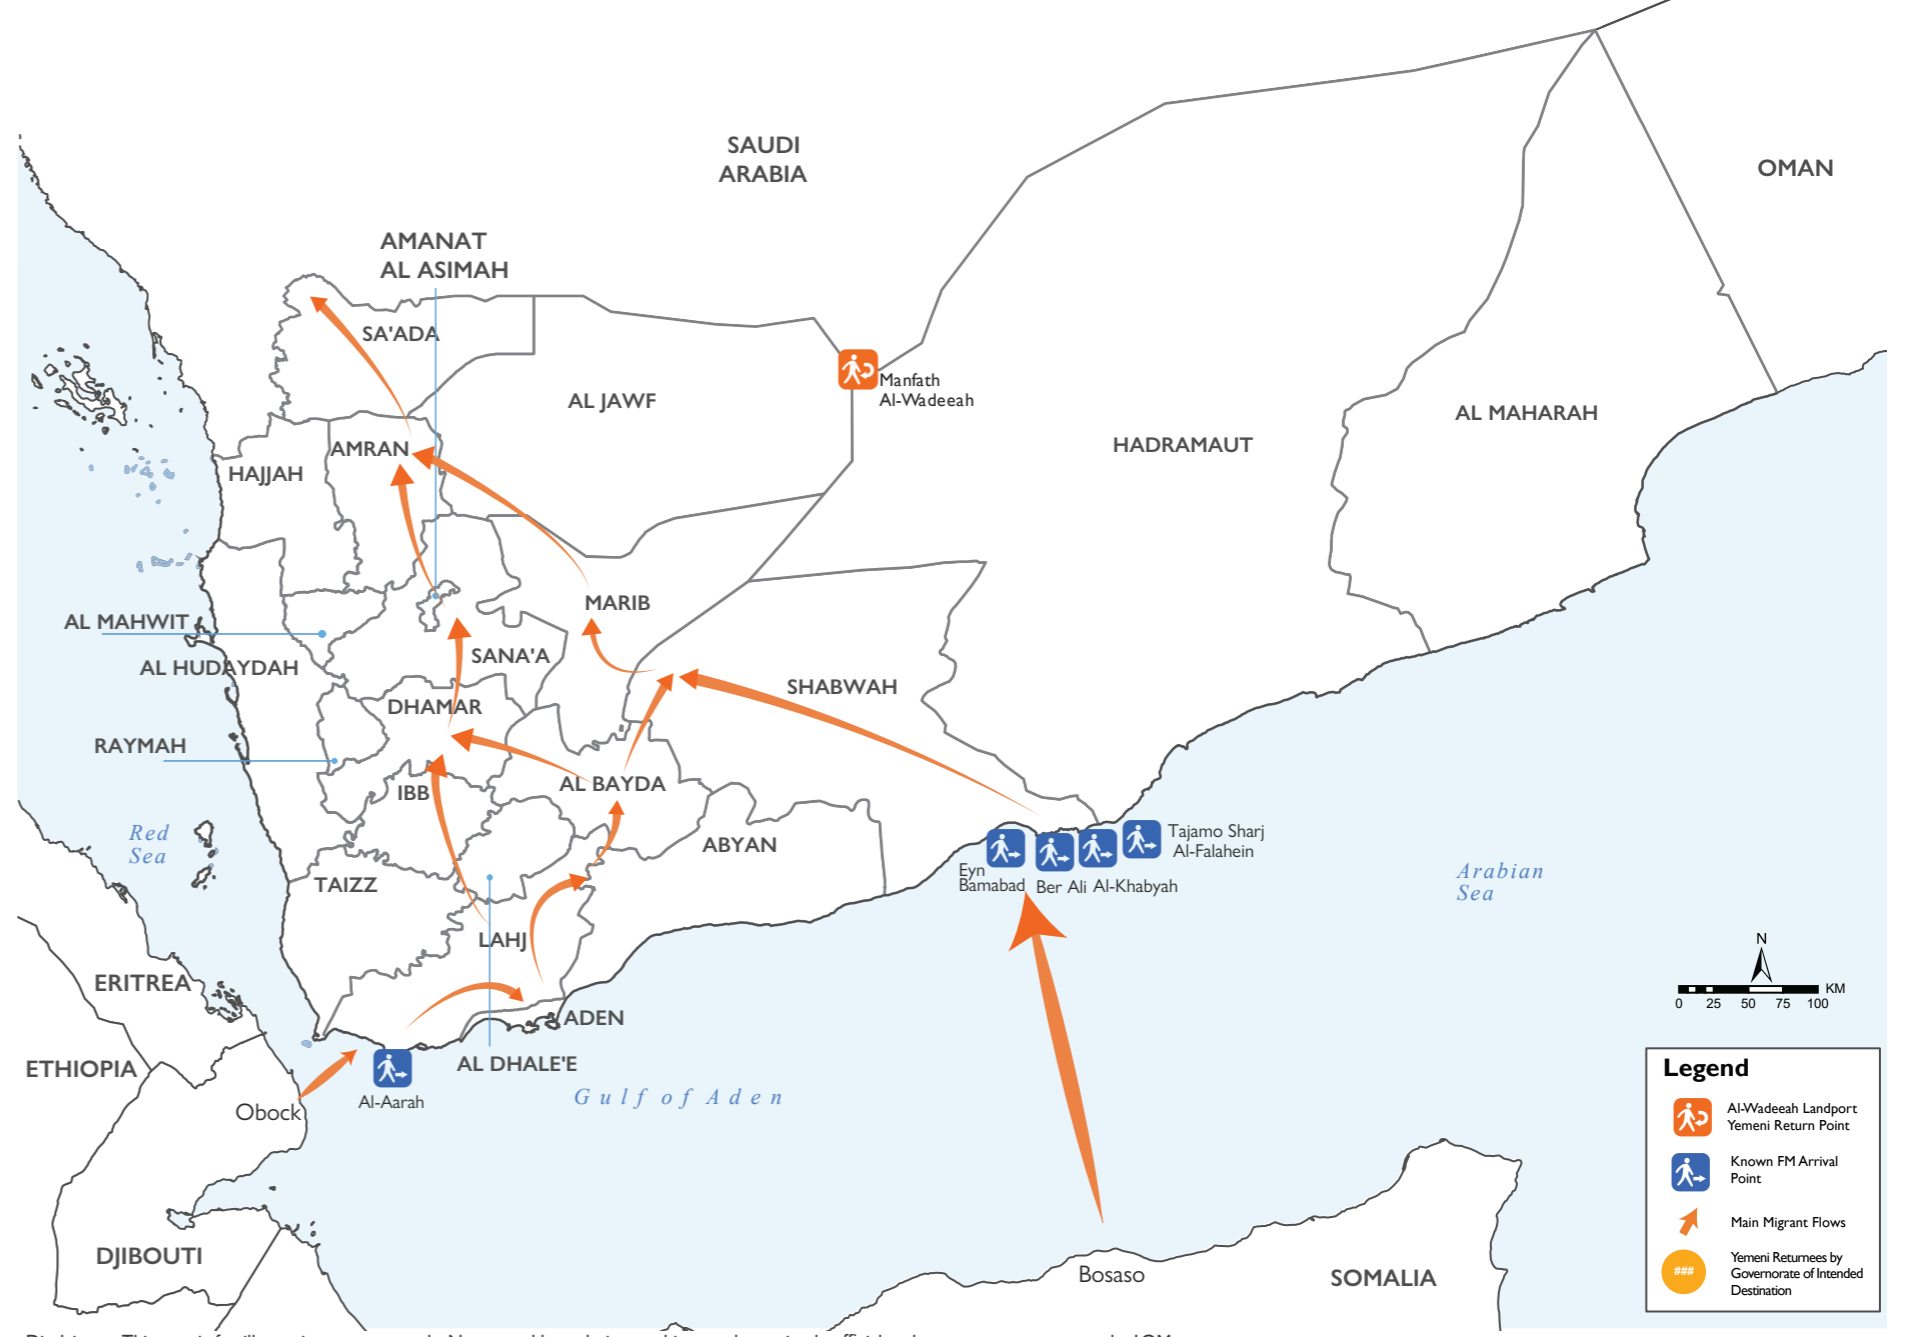 SAUDI
ARABIA
OMAN
AMANAT
AL ASIMAH
SA'ADA
Manfath
Al-Wadeeah
AL JAWF
AL MAHARAH
HADRAMAUT
AMRAN
HAJJAH
MARIB
AL MAHWIT
SANA'A
AL HUDAYDAH
SHABWAH
DHAMAR
RAYMAH
AL BAYDA
IBB
Red
Sea
ABYAN
Tajamo Sharj
Al-Falahein
Eyn
Bamabad
Ber Ali
Al-Khabyah
Arabian
Sea
TAIZZ
LAHJ
ERITREA
ADEN
ETHIOPIA
AL DHALE'E
Al-Aarah
Obock
Gulf of Aden
DJIBOUTI
Bosaso
SOMALIA
N
KM
0 25 50 75 100
Legend
Al-Wadeeah Landport
Yemeni Return Point
Known FM Arrival
Point
Main Migrant Flows
###
Yemeni Returnees by
Governorate of Intended
Destination